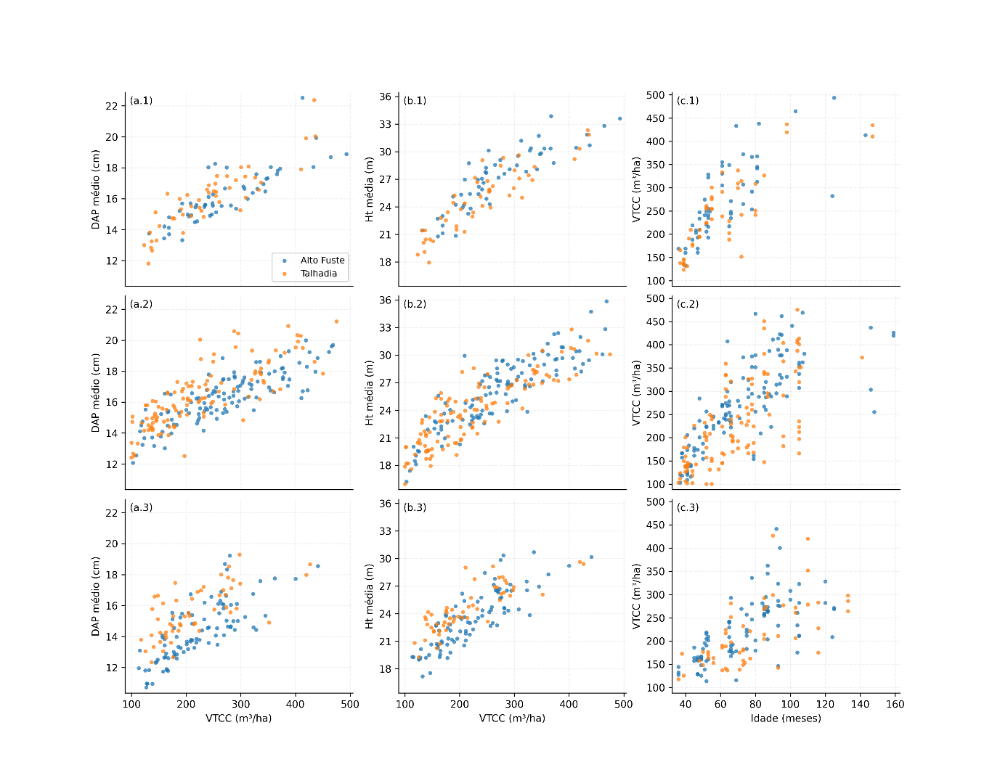 (a.1)
22
20
18
16
14
12
DAP médio (cm)
Alto Fuste
Talhadia
(b.1)
36
33
30
27
24
21
18
Ht média (m)
(c.1)
500
450
400
350
300
250
200
150
100
VTCC (m³/ha)
(a.2)
22
20
18
16
14
12
DAP médio (cm)
(b.2)
36
33
30
27
24
21
18
Ht média (m)
(c.2)
500
450
400
350
300
250
200
150
100
VTCC (m³/ha)
(a.3)
22
20
18
16
14
12
DAP médio (cm)
100 200 300 400 500
VTCC (m³/ha)
(b.3)
36
33
30
27
24
21
18
Ht média (m)
100 200 300 400 500
VTCC (m³/ha)
(c.3)
500
450
400
350
300
250
200
150
100
VTCC (m³/ha)
40 60 80 100 120 140 160
Idade (meses)